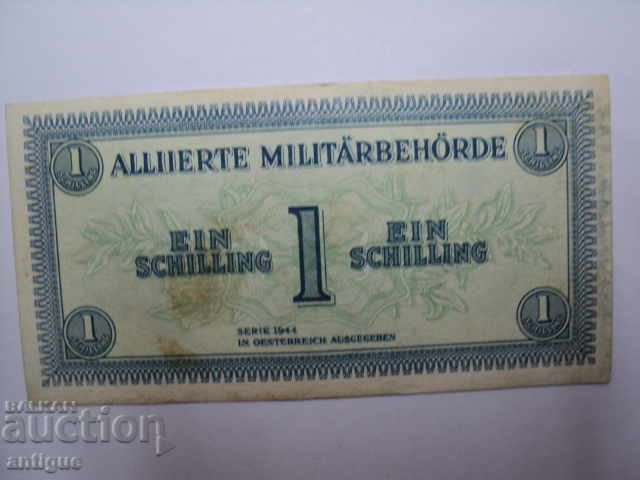 1 1
SCHILLING
ALLIIERTE MILITÄRBEHÖRDE
EIN SCHILLING
1
EIN SCHILLING
SERIE 1944
IN OESTERREICH AUSGEGEBEN
1 1
BALKAN
auction
antique